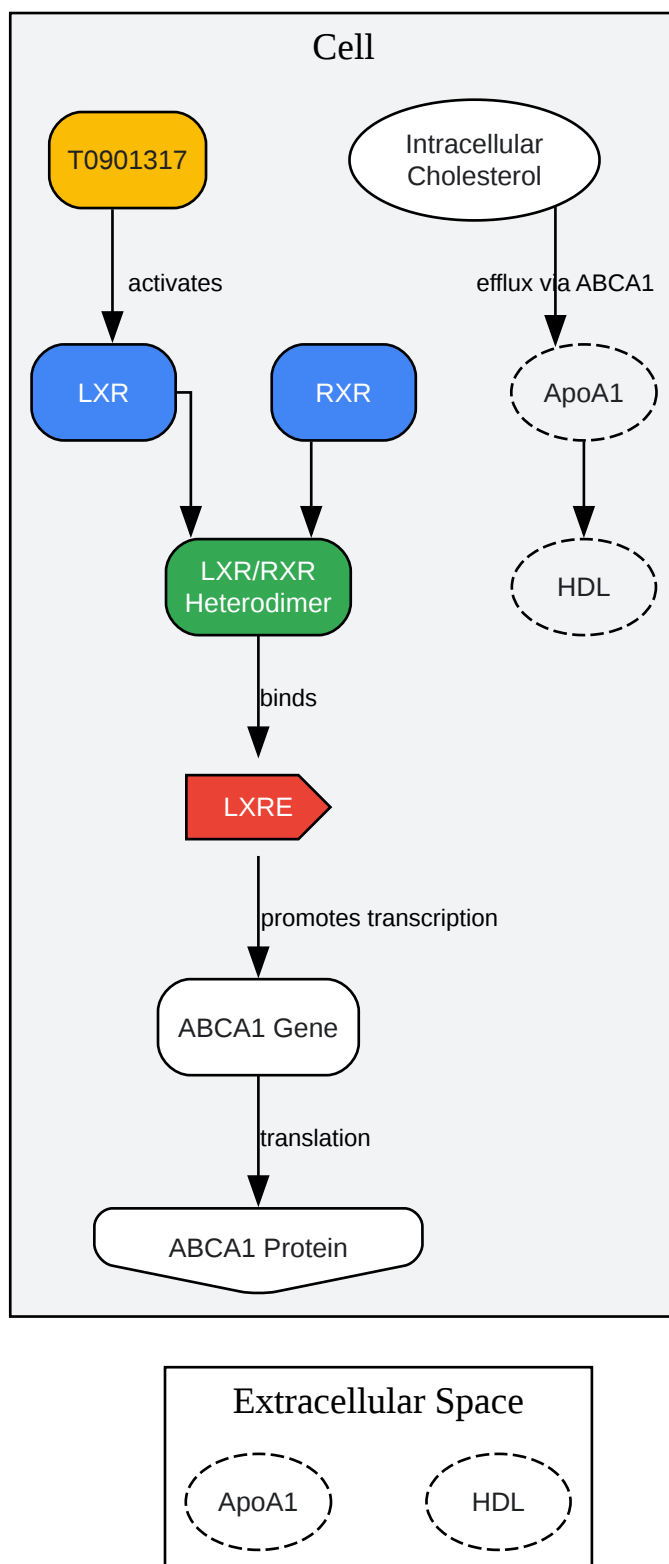 Cell
T0901317
Intracellular
Cholesterol
activates
efflux via ABCA1
LXR
RXR
ApoA1
LXR/RXR
Heterodimer
HDL
binds
LXRE
promotes transcription
ABCA1 Gene
translation
ABCA1 Protein
Extracellular Space
ApoA1
HDL